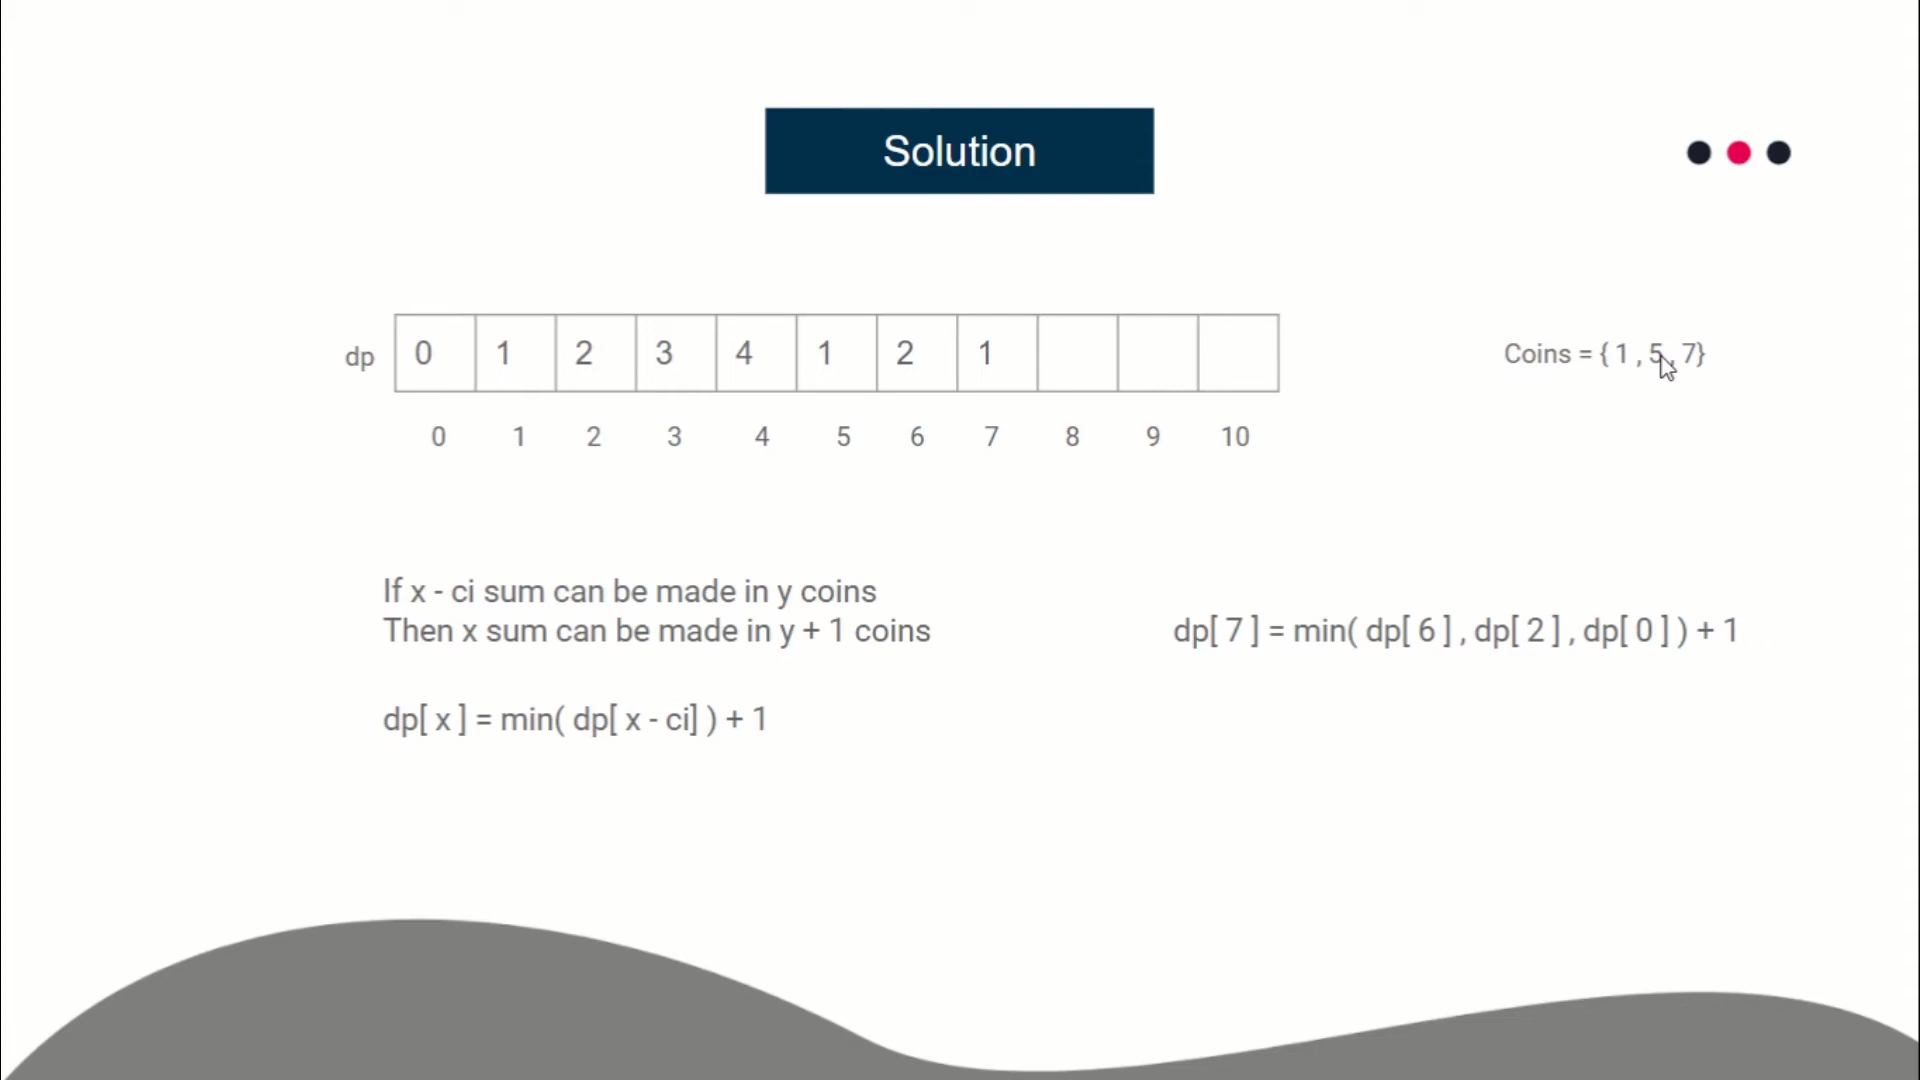 Solution
dp 0 1 2 3 4 1 2 1
Coins = { 1 , 5 , 7}
0 1 2 3 4 5 6 7 8 9 10
If x - ci sum can be made in y coins
Then x sum can be made in y + 1 coins
dp[ 7 ] = min( dp[ 6 ] , dp[ 2 ] , dp[ 0 ] ) + 1
dp[ x ] = min( dp[ x - ci] ) + 1